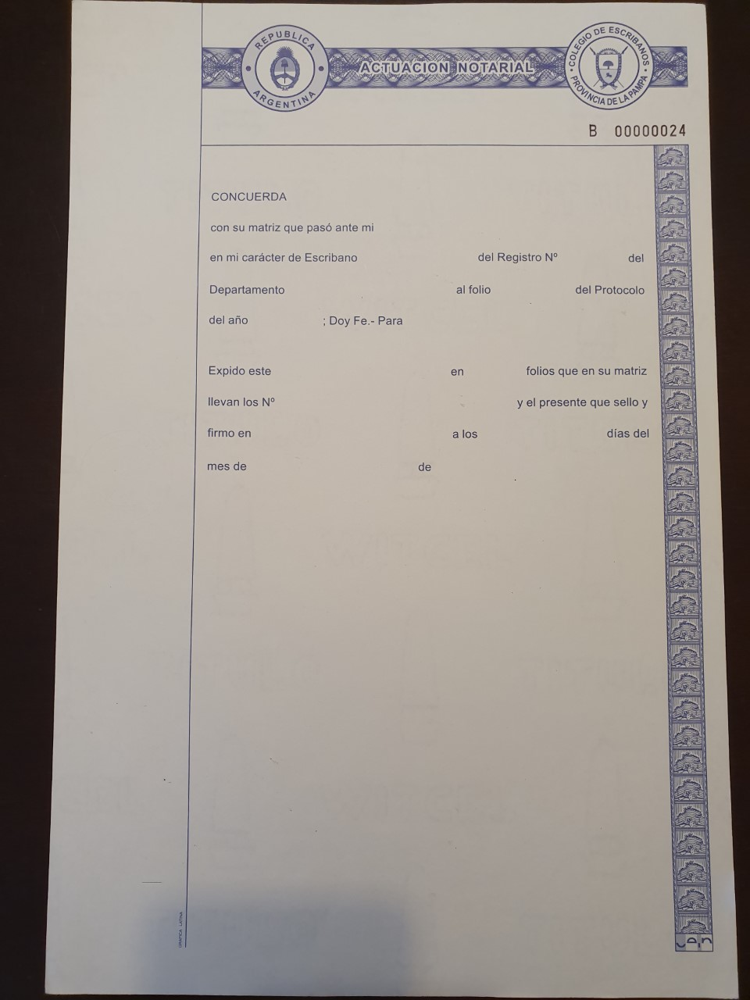 REPUBLICA ARGENTINA
ACTUACION NOTARIAL
COLEGIO DE ESCRIBANOS PROVINCIA DE LA PAMPA
B 00000024
CONCUERDA
con su matriz que pasó ante mi
en mi carácter de Escribano del Registro Nº del
Departamento al folio del Protocolo
del año ; Doy Fe.- Para
Expido este en folios que en su matriz
llevan los Nº y el presente que sello y
firmo en a los días del
mes de de
GRAFICA LATINA